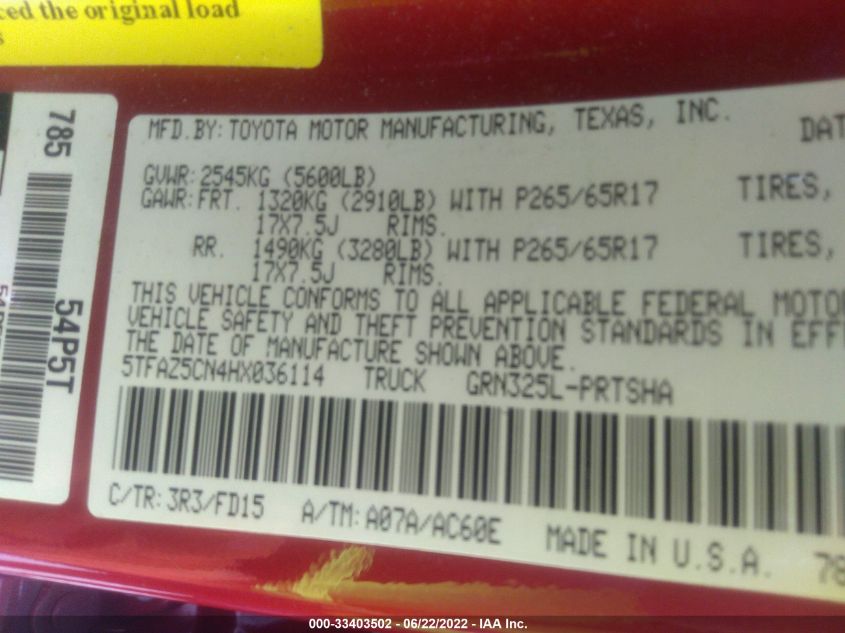 ced the original load
s
785
54P5T
MFD.BY: TOYOTA MOTOR MANUFACTURING, TEXAS, INC. DAT
GVWR: 2545KG (5600LB)
GAWR: FRT. 1320KG (2910LB) WITH P265/65R17 TIRES,
17X7.5J RIMS.
RR. 1490KG (3280LB) WITH P265/65R17 TIRES,
17X7.5J RIMS.
THIS VEHICLE CONFORMS TO ALL APPLICABLE FEDERAL MOTO
VEHICLE SAFETY AND THEFT PREVENTION STANDARDS IN EFF
THE DATE OF MANUFACTURE SHOWN ABOVE.
5TFAZ5CN4HX036114 TRUCK GRN325L-PRTSHA
C/TR: 3R3/FD15 A/TM: A07A/AC60E MADE IN U.S.A. 78
000-33403502 - 06/22/2022 - IAA Inc.